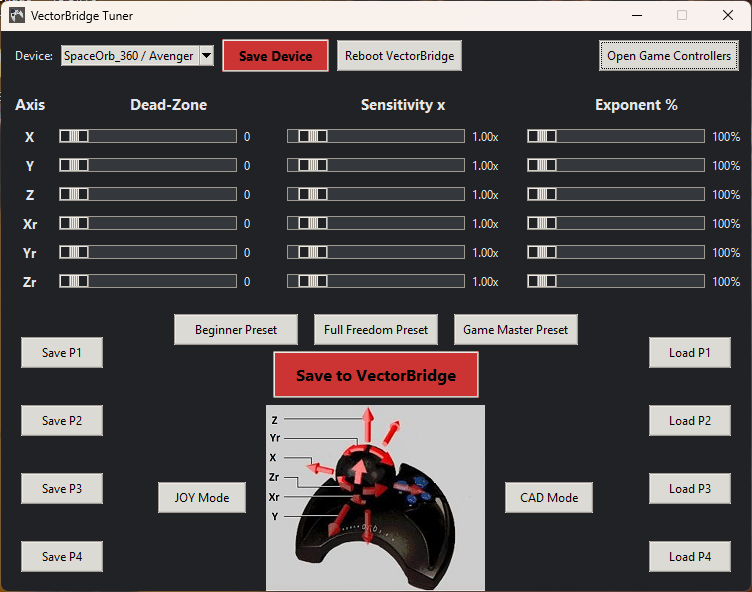 VectorBridge Tuner
Device: SpaceOrb_360 / Avenger Save Device Reboot VectorBridge Open Game Controllers
Axis Dead-Zone Sensitivity x Exponent %
X 0 1.00x 100%
Y 0 1.00x 100%
Z 0 1.00x 100%
Xr 0 1.00x 100%
Yr 0 1.00x 100%
Zr 0 1.00x 100%
Beginner Preset Full Freedom Preset Game Master Preset
Save P1 Load P1
Save to VectorBridge
Save P2 Load P2
Z
Yr
X
Zr
Xr
Y
Save P3 Load P3
JOY Mode CAD Mode
Save P4 Load P4